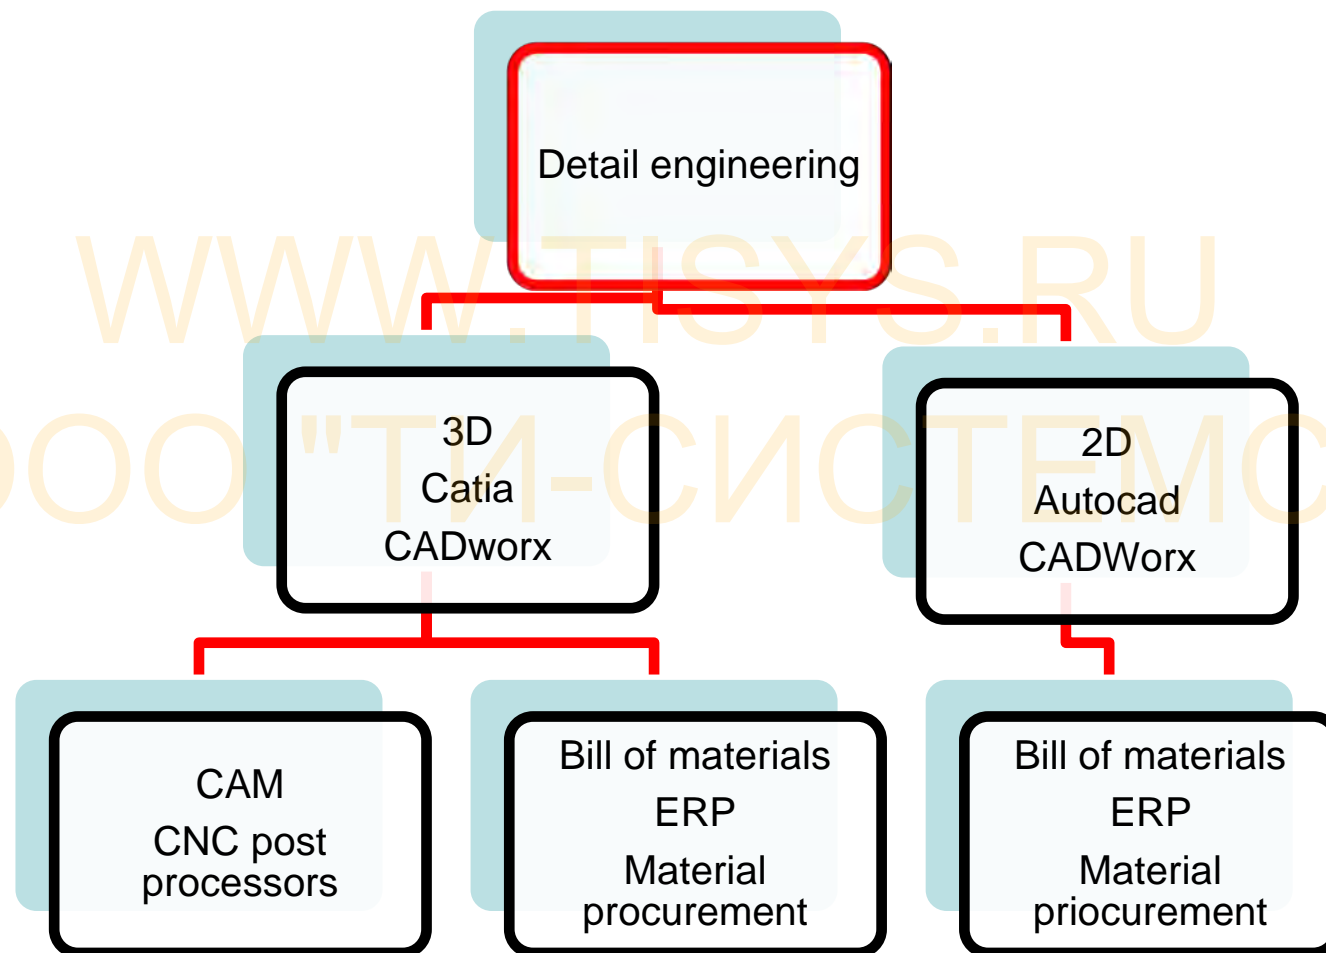 Detail engineering
WWW.TISYS.RU
3D
Catia
CADworx
2D
Autocad
CADWorx
ООО "ТИ-СИСТЕМС
CAM
CNC post
processors
Bill of materials
ERP
Material
procurement
Bill of materials
ERP
Material
priocurement